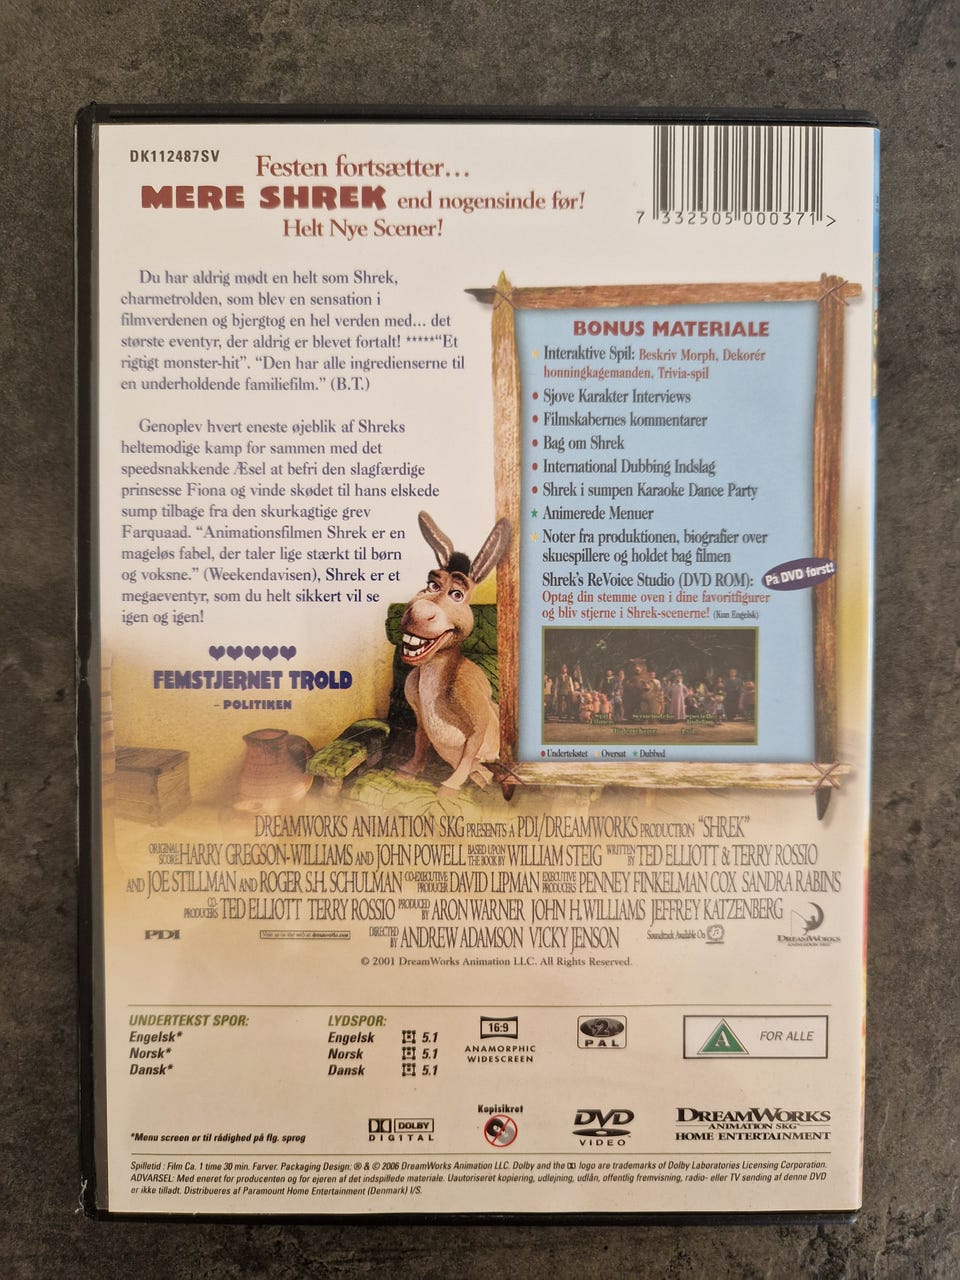 DK112487SV
Festen fortsætter...
MERE SHREK end nogensinde før!
Helt Nye Scener!
7 332505 000371 >
Du har aldrig mødt en helt som Shrek,
charmetrolden, som blev en sensation i
filmverdenen og bjergtog en hel verden med... det
største eventyr, der aldrig er blevet fortalt! *****"Et
rigtigt monster-hit". "Den har alle ingredienserne til
en underholdende familiefilm." (B.T.)
Genoplev hvert eneste øjeblik af Shreks
heltemodige kamp for sammen med det
speedsnakkende Æsel at befri den slagfærdige
prinsesse Fiona og vinde skødet til hans elskede
sump tilbage fra den skurkagtige grev
Farquaad. "Animationsfilmen Shrek er en
mageløs fabel, der taler lige stærkt til børn
og voksne." (Weekendavisen), Shrek er et
megaeventyr, som du helt sikkert vil se
igen og igen!
FEMSTJERNET TROLD
- POLITIKEN
BONUS MATERIALE
Interaktive Spil: Beskriv Morph, Dekorér
honningkagemanden, Trivia-spil
• Sjove Karakter Interviews
• Filmskabernes kommentarer
• Bag om Shrek
• International Dubbing Indslag
• Shrek i sumpen Karaoke Dance Party
* Animerede Menuer
Noter fra produktionen, biografier over
skuespillere og holdet bag filmen
Shrek's ReVoice Studio (DVD ROM):
På DVD først!
Optag din stemme oven i dine favoritfigurer
og bliv stjerne i Shrek-scenerne! (Kun Engelsk)
• Undertekstet * Oversat * Dubbed
DREAMWORKS ANIMATION SKG PRESENTS A PDI/DREAMWORKS PRODUCTION "SHREK"
ORIGINAL SCORE HARRY GREGSON-WILLIAMS AND JOHN POWELL BASED UPON THE BOOK BY WILLIAM STEIG WRITTEN BY TED ELLIOTT & TERRY ROSSIO
AND JOE STILLMAN AND ROGER S.H. SCHULMAN CO-EXECUTIVE PRODUCER DAVID LIPMAN EXECUTIVE PRODUCERS PENNEY FINKELMAN COX SANDRA RABINS
CO-PRODUCERS TED ELLIOTT TERRY ROSSIO PRODUCED BY ARON WARNER JOHN H. WILLIAMS JEFFREY KATZENBERG
PDI
Visit us on the web at dreamworks.com
DIRECTED BY ANDREW ADAMSON VICKY JENSON
Soundtrack Available On
DREAMWORKS
ANIMATION SKG
© 2001 DreamWorks Animation LLC. All Rights Reserved.
UNDERTEKST SPOR:
Engelsk*
Norsk*
Dansk*
LYDSPOR:
Engelsk 5.1
Norsk 5.1
Dansk 5.1
16:9
ANAMORPHIC
WIDESCREEN
2
PAL
A
FOR ALLE
*Menu screen er til rådighed på flg. sprog
DOLBY
DIGITAL
Kopisikret
DVD
VIDEO
DREAMWORKS
ANIMATION SKG
HOME ENTERTAINMENT
Spilletid : Film Ca. 1 time 30 min. Farver. Packaging Design: ® & © 2006 DreamWorks Animation LLC. Dolby and the logo are trademarks of Dolby Laboratories Licensing Corporation.
ADVARSEL: Med eneret for producenten og for ejeren af det indspillede materiale. Uautoriseret kopiering, udlejning, udlån, offentlig fremvisning, radio- eller TV sending af denne DVD
er ikke tilladt. Distribueres af Paramount Home Entertainment (Denmark) I/S.